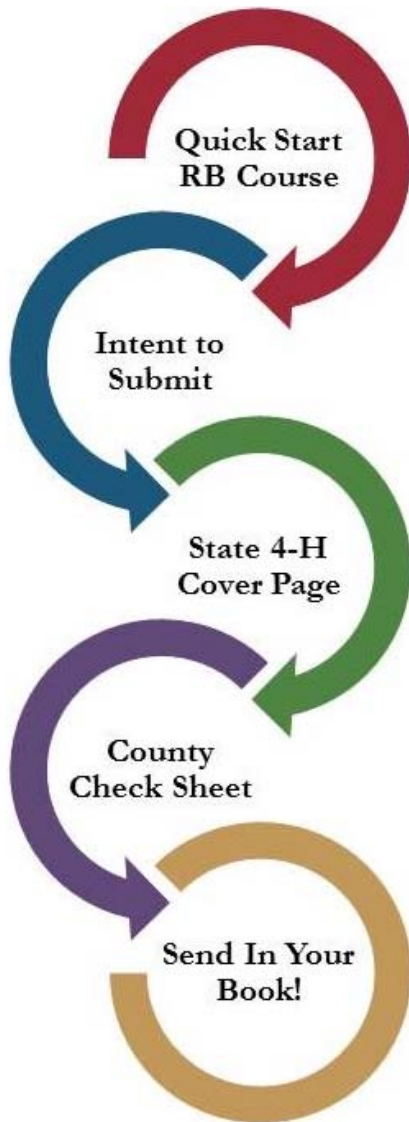 Quick Start
RB Course
Intent to
Submit
State 4-H
Cover Page
County
Check Sheet
Send In Your
Book!